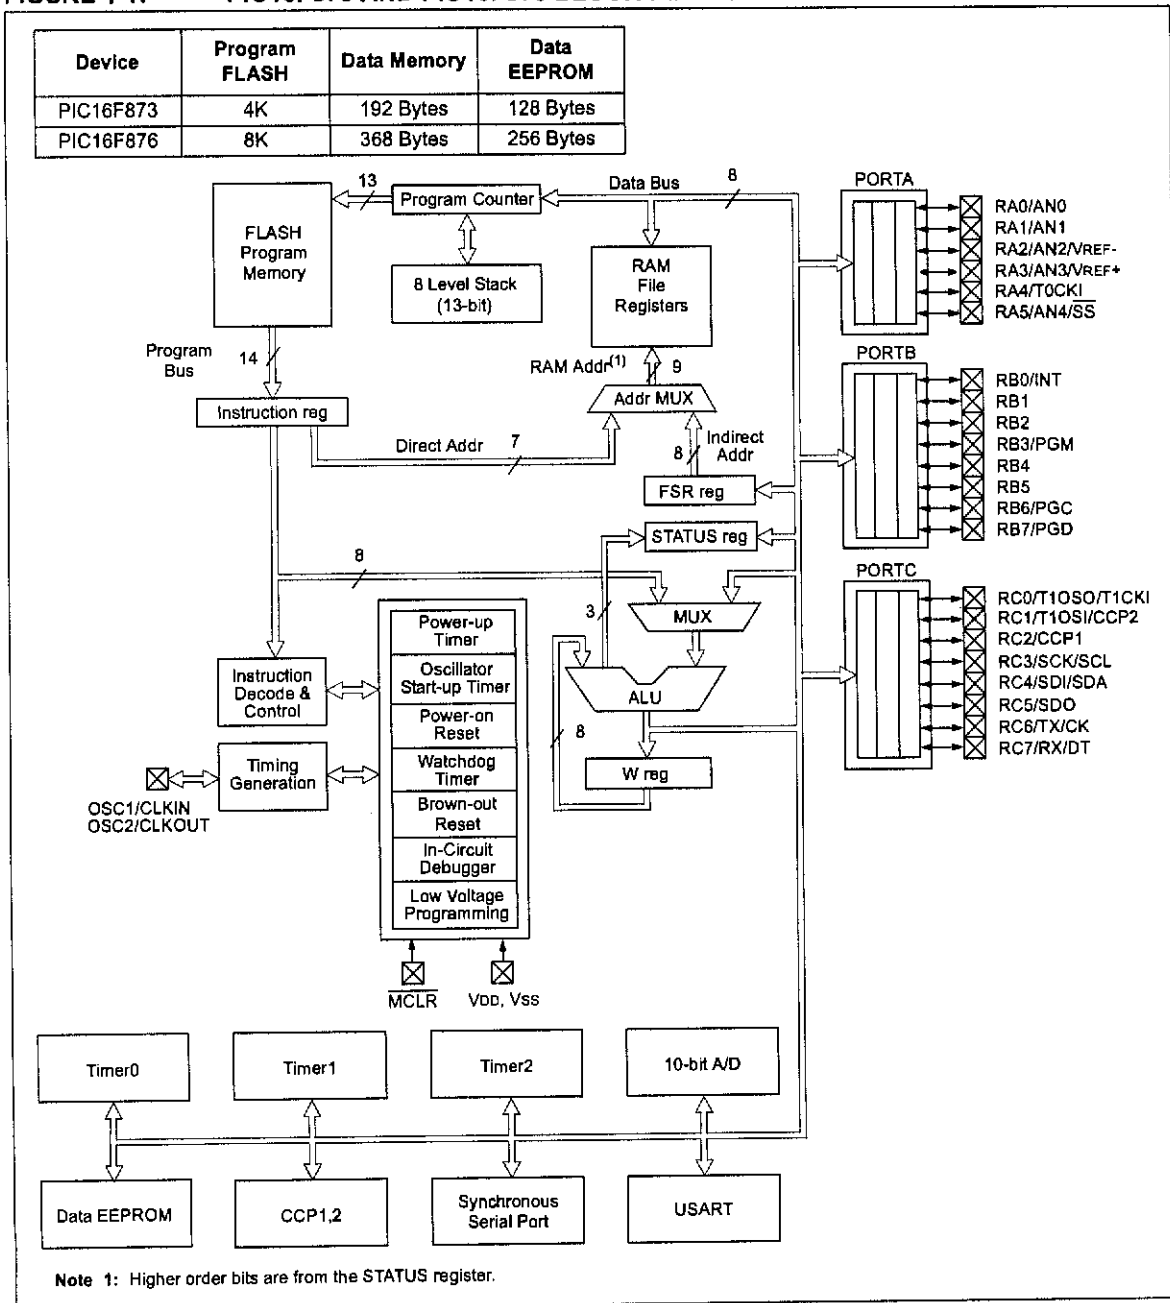 Device Program FLASH Data Memory Data EEPROM
PIC16F873 4K 192 Bytes 128 Bytes
PIC16F876 8K 368 Bytes 256 Bytes
FLASH
Program
Memory
13
Program Counter
8 Level Stack
(13-bit)
Data Bus
8
RAM
File
Registers
Program
Bus
14
RAM Addr(1)
9
Addr MUX
Instruction reg
Direct Addr
7
8
Indirect
Addr
FSR reg
STATUS reg
8
3
MUX
ALU
8
W reg
Instruction
Decode &
Control
Timing
Generation
OSC1/CLKIN
OSC2/CLKOUT
Power-up
Timer
Oscillator
Start-up Timer
Power-on
Reset
Watchdog
Timer
Brown-out
Reset
In-Circuit
Debugger
Low Voltage
Programming
MCLR
VDD, VSS
PORTA
RA0/AN0
RA1/AN1
RA2/AN2/VREF-
RA3/AN3/VREF+
RA4/T0CKI
RA5/AN4/SS
PORTB
RB0/INT
RB1
RB2
RB3/PGM
RB4
RB5
RB6/PGC
RB7/PGD
PORTC
RC0/T1OSO/T1CKI
RC1/T1OSI/CCP2
RC2/CCP1
RC3/SCK/SCL
RC4/SDI/SDA
RC5/SDO
RC6/TX/CK
RC7/RX/DT
Timer0
Timer1
Timer2
10-bit A/D
Data EEPROM
CCP1,2
Synchronous
Serial Port
USART
Note 1: Higher order bits are from the STATUS register.